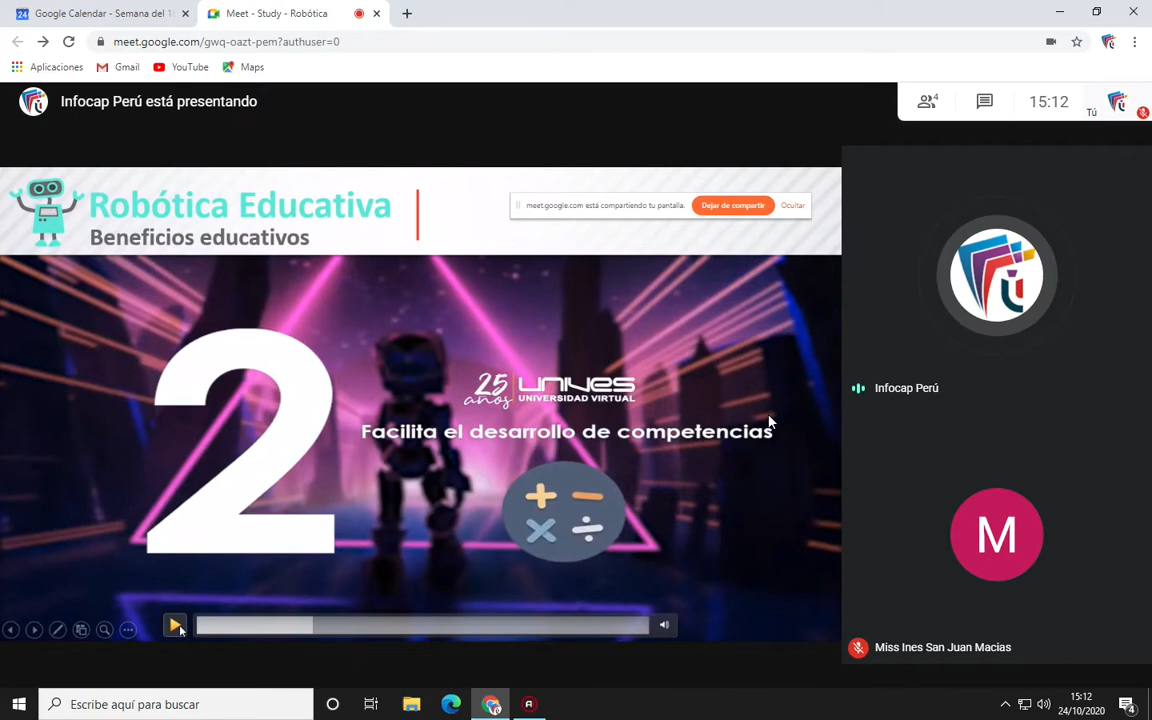 Google Calendar - Semana del 18
Meet - Study - Robótica
meet.google.com/gwq-oazt-pem?authuser=0
Aplicaciones
Gmail
YouTube
Maps
Infocap Perú está presentando
4
15:12
Tú
Robótica Educativa
Beneficios educativos
meet.google.com está compartiendo tu pantalla.
Dejar de compartir
Ocultar
2
25 años
UNIVES
UNIVERSIDAD VIRTUAL
Facilita el desarrollo de competencias
Infocap Perú
M
Miss Ines San Juan Macias
Escribe aquí para buscar
15:12
24/10/2020
4